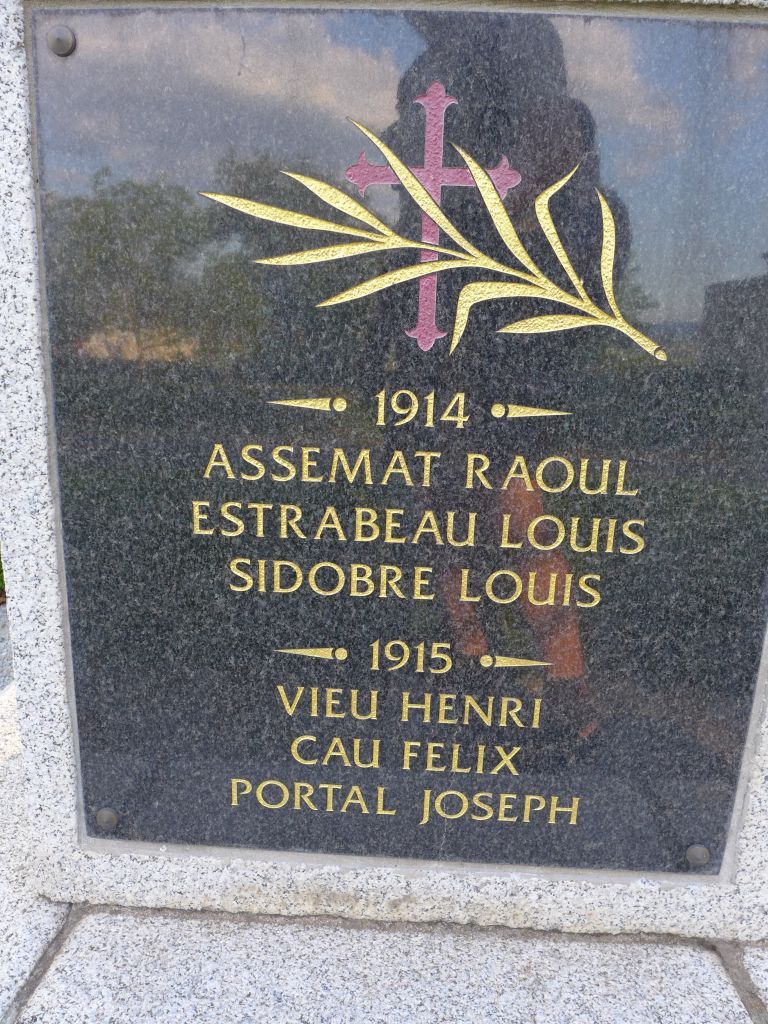 1914
ASSEMAT RAOUL
ESTRABEAU LOUIS
SIDOBRE LOUIS
1915
VIEU HENRI
CAU FELIX
PORTAL JOSEPH